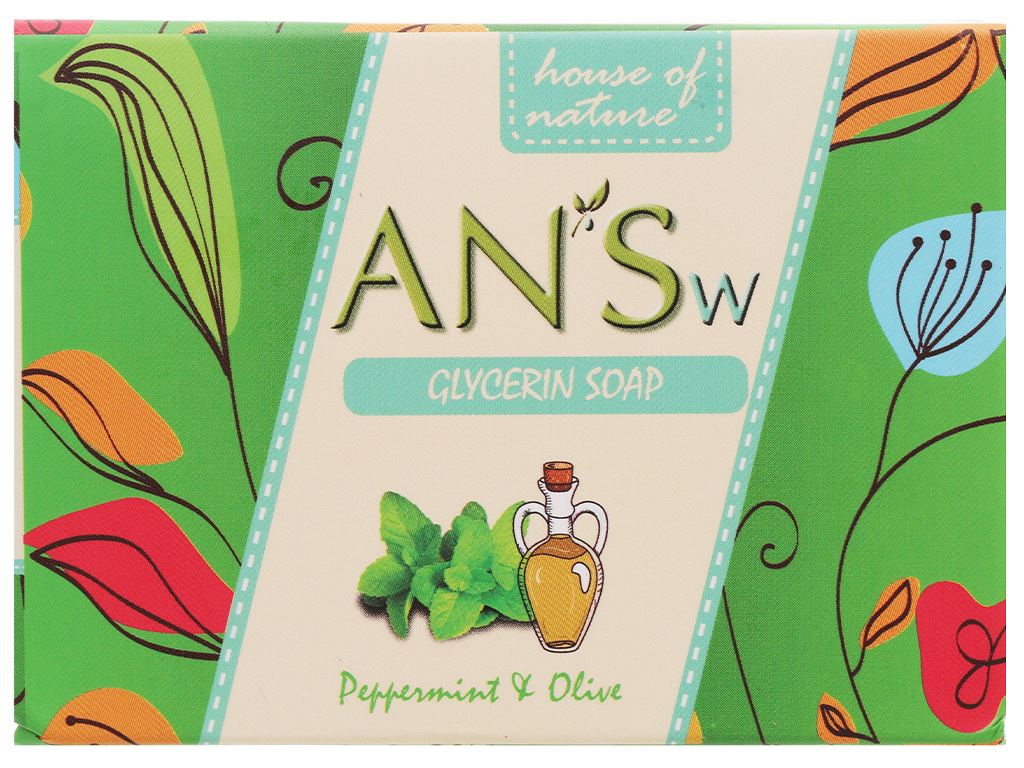 house of
nature
AN'SW
GLYCERIN SOAP
Peppermint & Olive